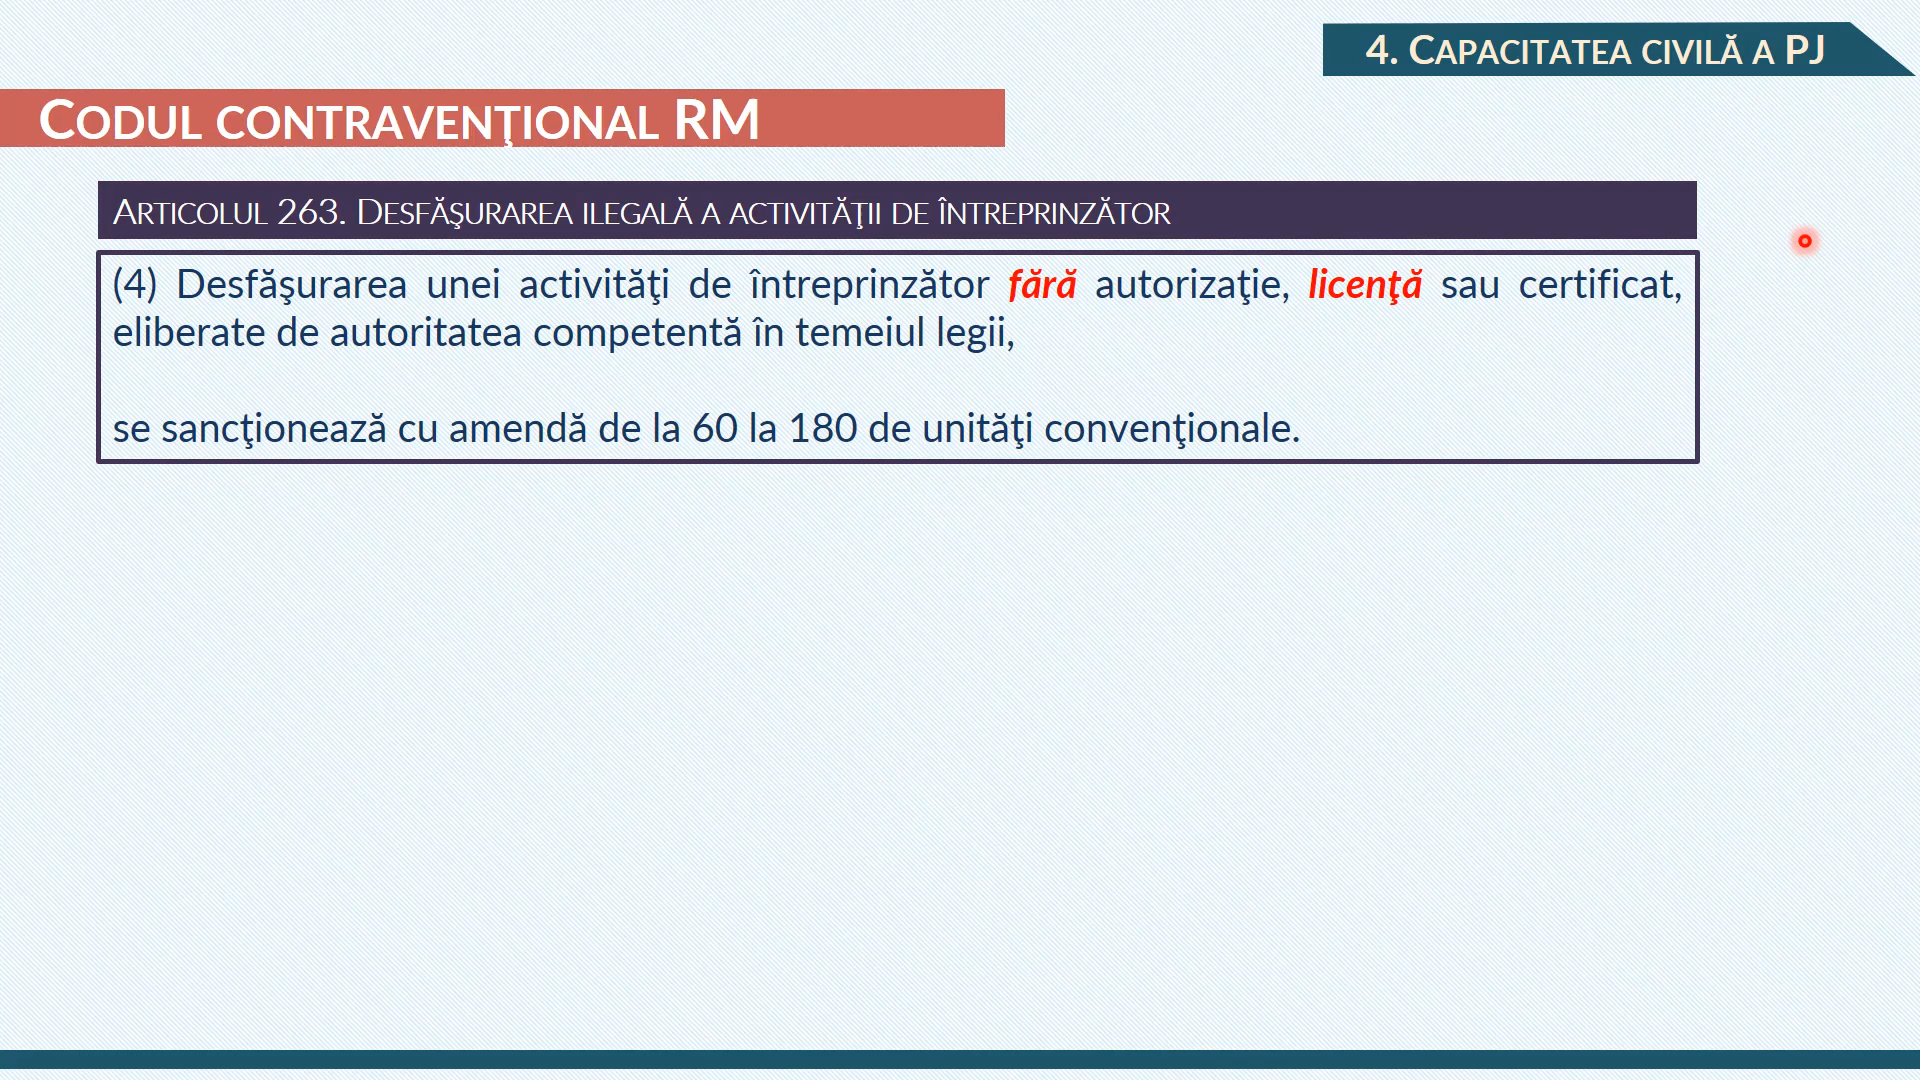 4. Capacitatea civilă a PJ
Codul contravenţional RM
Articolul 263. Desfăşurarea ilegală a activităţii de întreprinzător
(4) Desfăşurarea unei activităţi de întreprinzător fără autorizaţie, licenţă sau certificat,
eliberate de autoritatea competentă în temeiul legii,
se sancţionează cu amendă de la 60 la 180 de unităţi convenţionale.